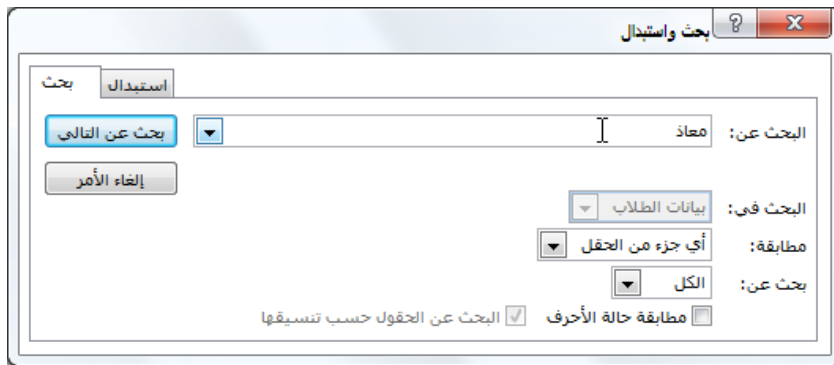 بحث واستبدال
بحث
استبدال
البحث عن: معاذ
بحث عن التالي
إلغاء الأمر
البحث في: بيانات الطلاب
مطابقة: أي جزء من الحقل
بحث عن: الكل
مطابقة حالة الأحرف
البحث عن الحقول حسب تنسيقها